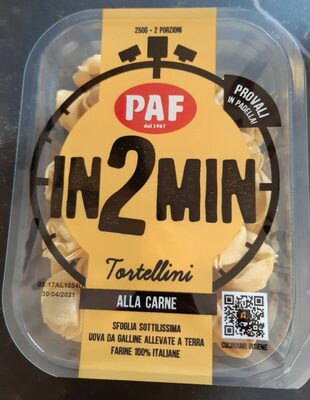 250G - 2 PORZIONI
PROVALI
IN PADELLA!
PAF
dal 1967
IN2MIN
Tortellini
ALLA CARNE
30/04/2021
SFOGLIA SOTTILISSIMA
UOVA DA GALLINE ALLEVATE A TERRA
FARINE 100% ITALIANE
CUCINIAMO INSIEME